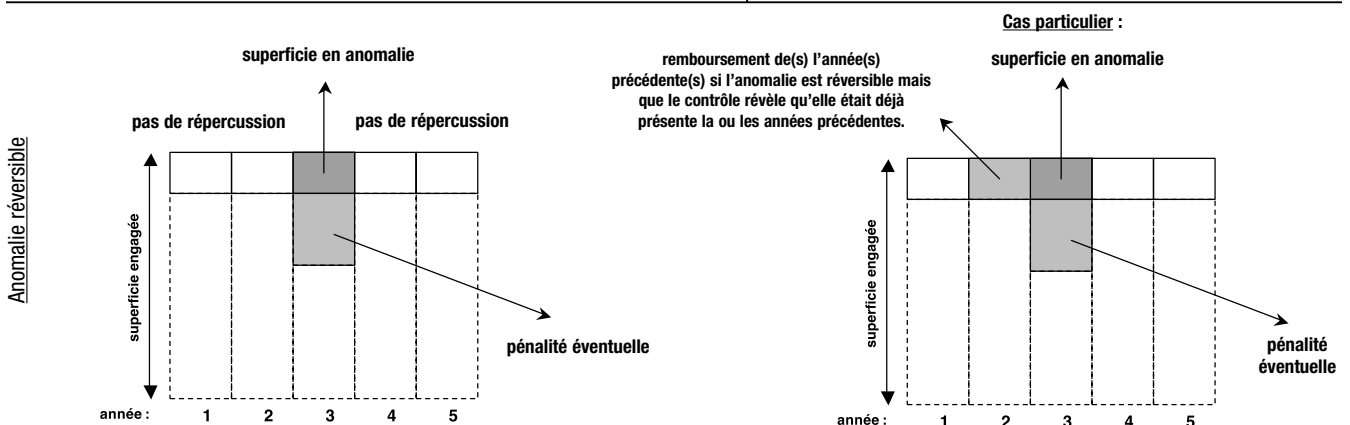 Anomalie réversible
superficie en anomalie
pas de répercussion
pas de répercussion
superficie engagée
pénalité éventuelle
année : 1 2 3 4 5
Cas particulier :
remboursement de(s) l'année(s)
précédente(s) si l'anomalie est réversible mais
que le contrôle révèle qu'elle était déjà
présente la ou les années précédentes.
superficie en anomalie
superficie engagée
pénalité
éventuelle
année : 1 2 3 4 5